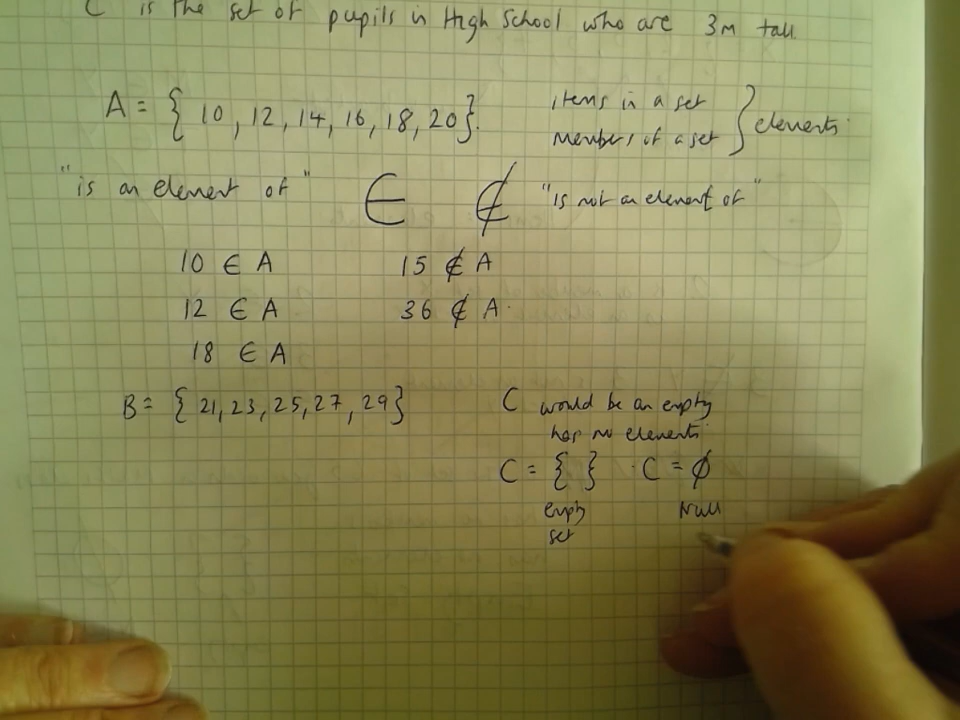 C is the set of pupils in High School who are 3m tall
A = { 10, 12, 14, 16, 18, 20}.
items in a set
members of a set
} elements
"is an element of" ∈ ∉ "is not an element of"
10 ∈ A 15 ∉ A
12 ∈ A 36 ∉ A.
18 ∈ A
B = { 21, 23, 25, 27, 29} C would be an empty
has no elements
C = { } · C = ϕ
empty Null
set